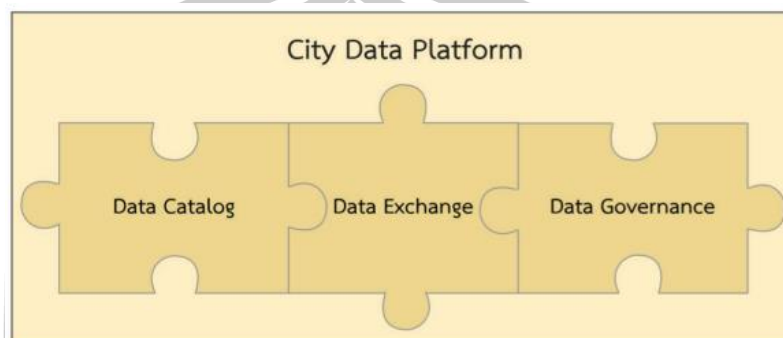 City Data Platform
Data Catalog
Data Exchange
Data Governance